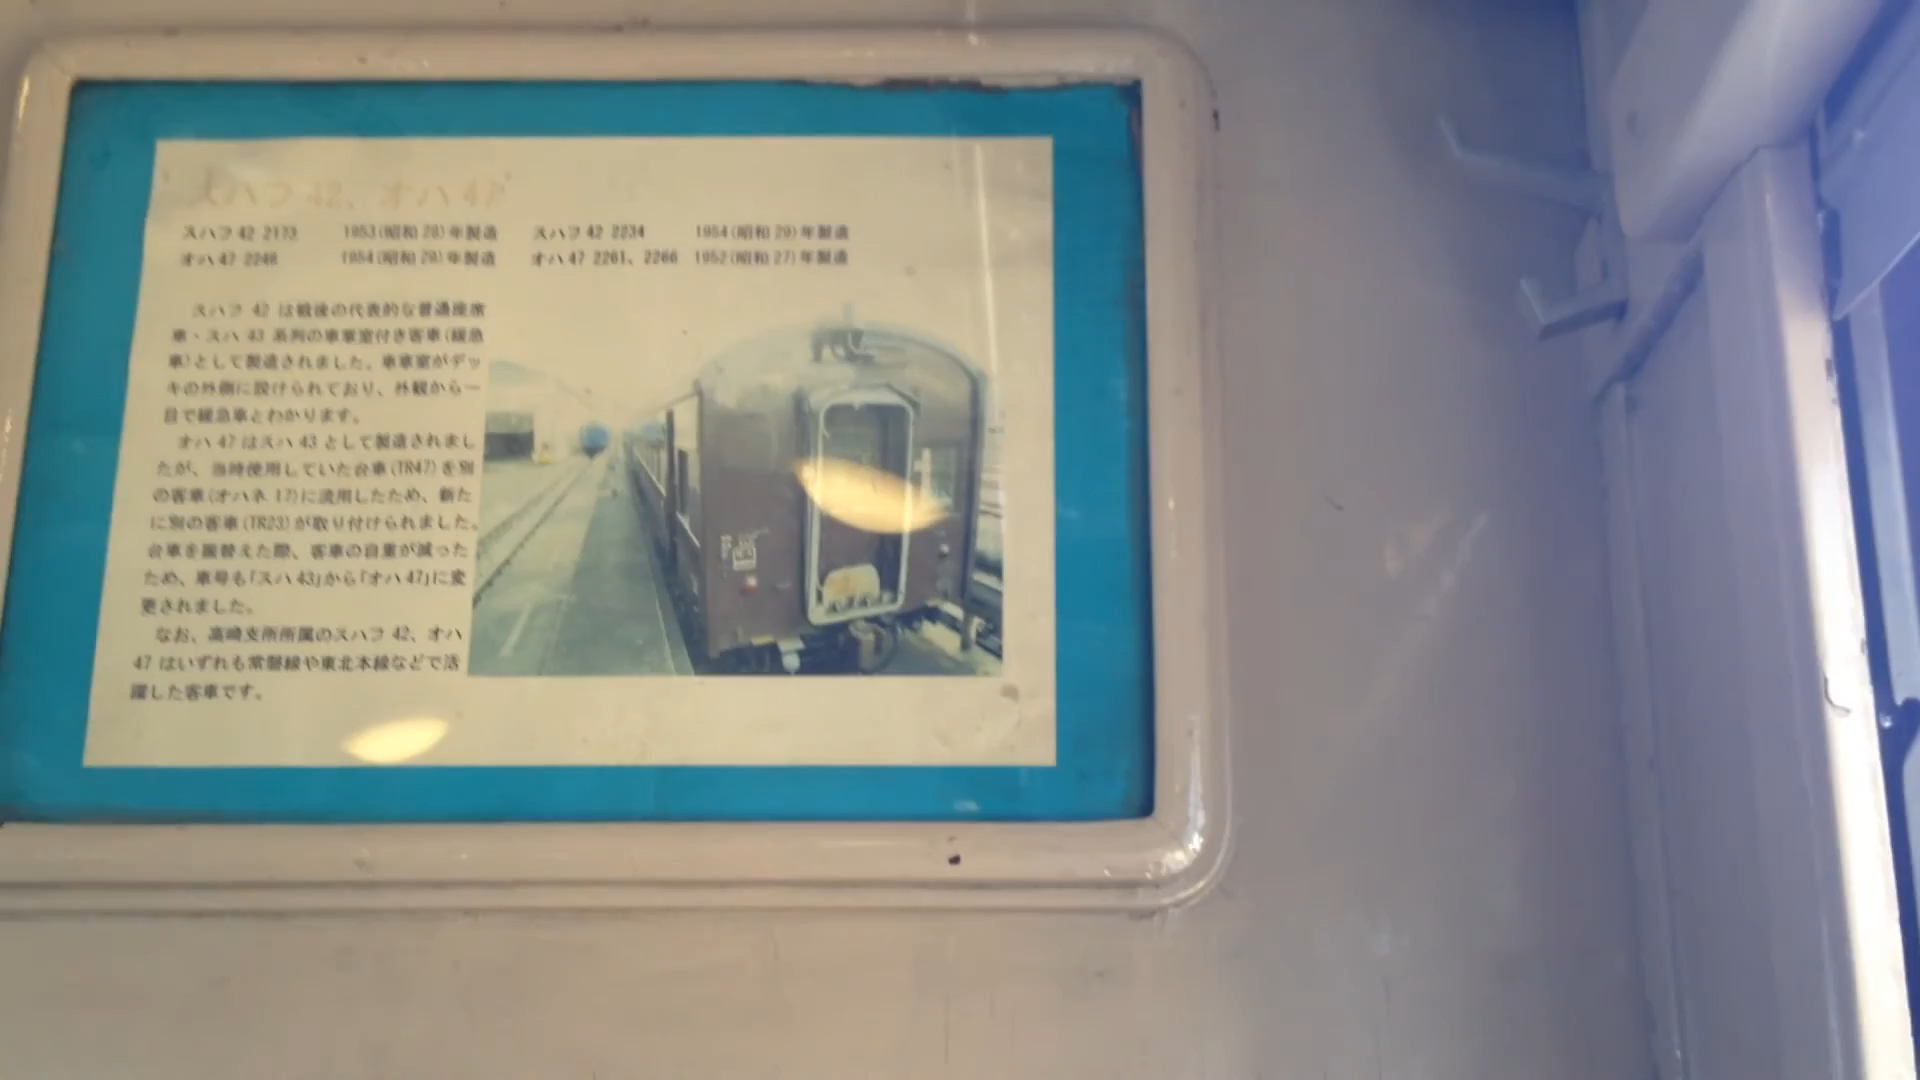 スハフ 42、オハ 47
スハフ 42 2173 1953(昭和 28)年製造 スハフ 42 2234 1954(昭和 29)年製造
オハ 47 2246 1954(昭和 29)年製造 オハ 47 2261、2266 1952(昭和 27)年製造
スハフ 42 は戦後の代表的な普通座席
車・スハ 43 系列の車掌室付き客車(緩急
車)として製造されました。車掌室がデッ
キの外側に設けられており、外観から一
目で緩急車とわかります。
オハ 47 はスハ 43 として製造されまし
たが、当時使用していた台車(TR47)を別
の客車(オハネ 17)に流用したため、新た
に別の客車(TR23)が取り付けられました。
台車を振替えた際、客車の自重が減った
ため、車号も「スハ 43」から「オハ 47」に変
更されました。
なお、高崎支所所属のスハフ 42、オハ
47 はいずれも常磐線や東北本線などで活
躍した客車です。